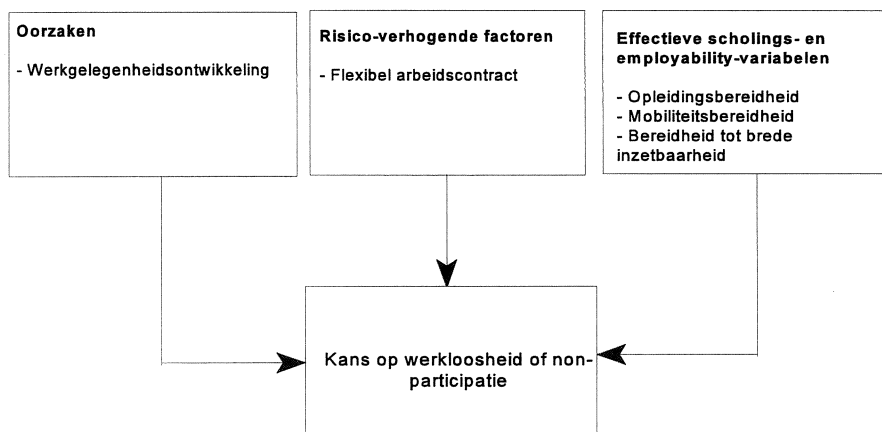 Oorzaken
- Werkgelegenheidsontwikkeling
Risico-verhogende factoren
- Flexibel arbeidscontract
Effectieve scholings- en
employability-variabelen
- Opleidingsbereidheid
- Mobiliteitsbereidheid
- Bereidheid tot brede
inzetbaarheid
Kans op werkloosheid of non-
participatie